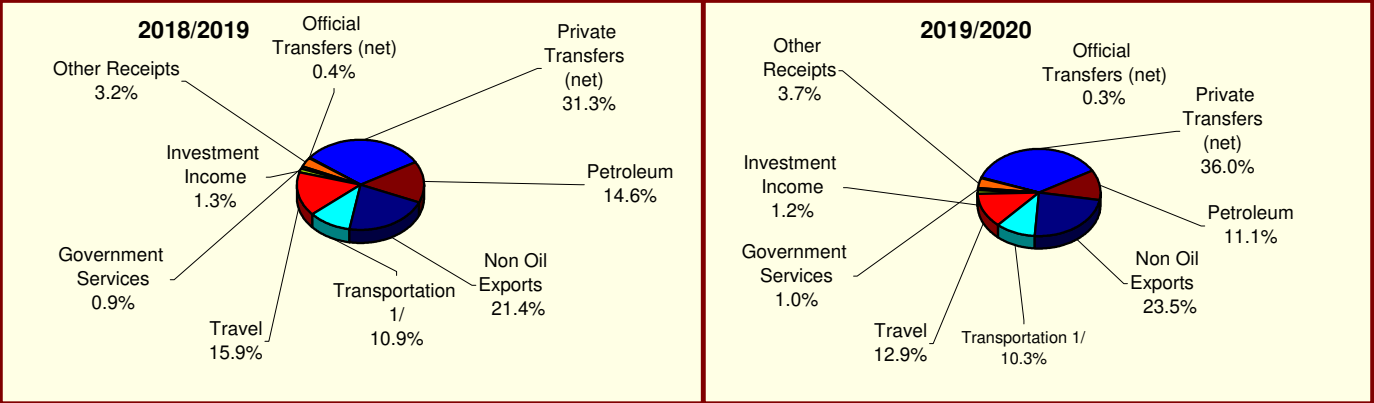 2018/2019
Official
Transfers (net)
0.4%
Private
Transfers
(net)
31.3%
Other Receipts
3.2%
Investment
Income
1.3%
Petroleum
14.6%
Government
Services
0.9%
Non Oil
Exports
21.4%
Transportation
1/
10.9%
Travel
15.9%
2019/2020
Other
Receipts
3.7%
Official
Transfers (net)
0.3%
Private
Transfers
(net)
36.0%
Investment
Income
1.2%
Petroleum
11.1%
Government
Services
1.0%
Non Oil
Exports
23.5%
Travel
12.9%
Transportation 1/
10.3%